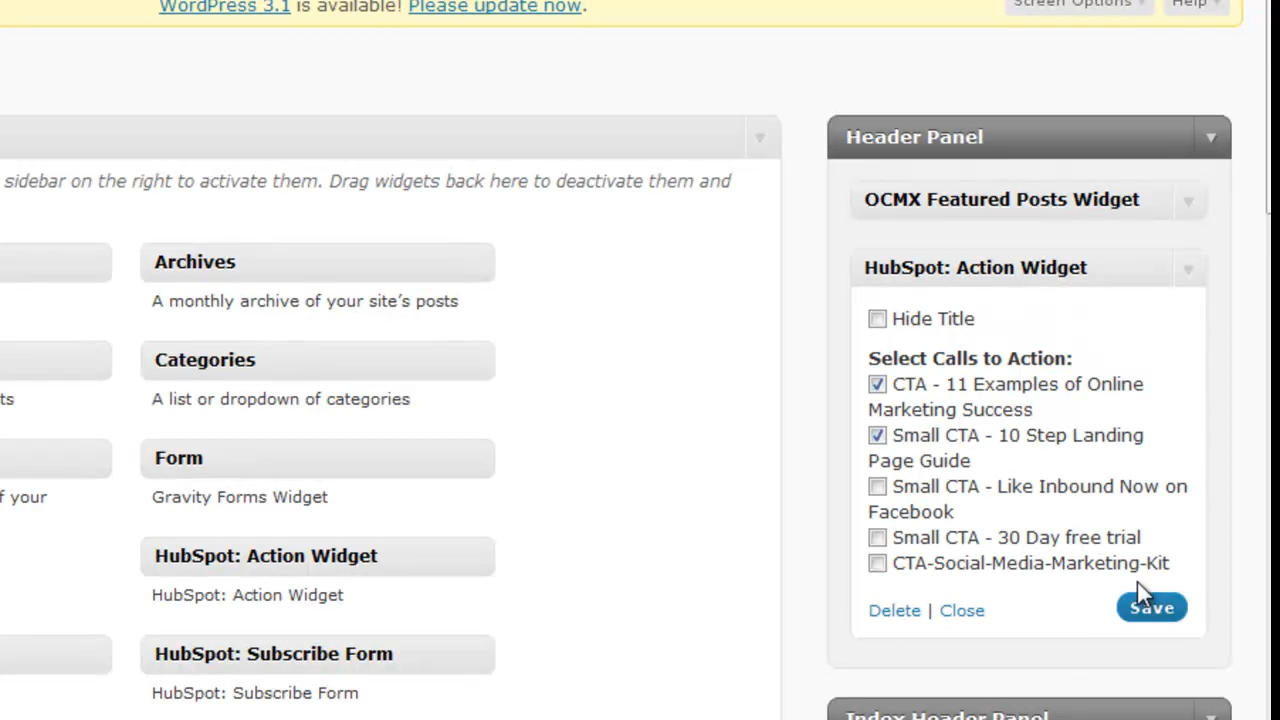 WordPress 3.1 is available! Please update now.
Screen Options
Help
Header Panel
sidebar on the right to activate them. Drag widgets back here to deactivate them and
OCMX Featured Posts Widget
Archives
A monthly archive of your site's posts
HubSpot: Action Widget
Hide Title
Select Calls to Action:
CTA - 11 Examples of Online
Marketing Success
Small CTA - 10 Step Landing
Page Guide
Small CTA - Like Inbound Now on
Facebook
Small CTA - 30 Day free trial
CTA-Social-Media-Marketing-Kit
Delete | Close
Save
Categories
ts
A list or dropdown of categories
Form
f your
Gravity Forms Widget
HubSpot: Action Widget
HubSpot: Action Widget
HubSpot: Subscribe Form
HubSpot: Subscribe Form
Index Header Panel